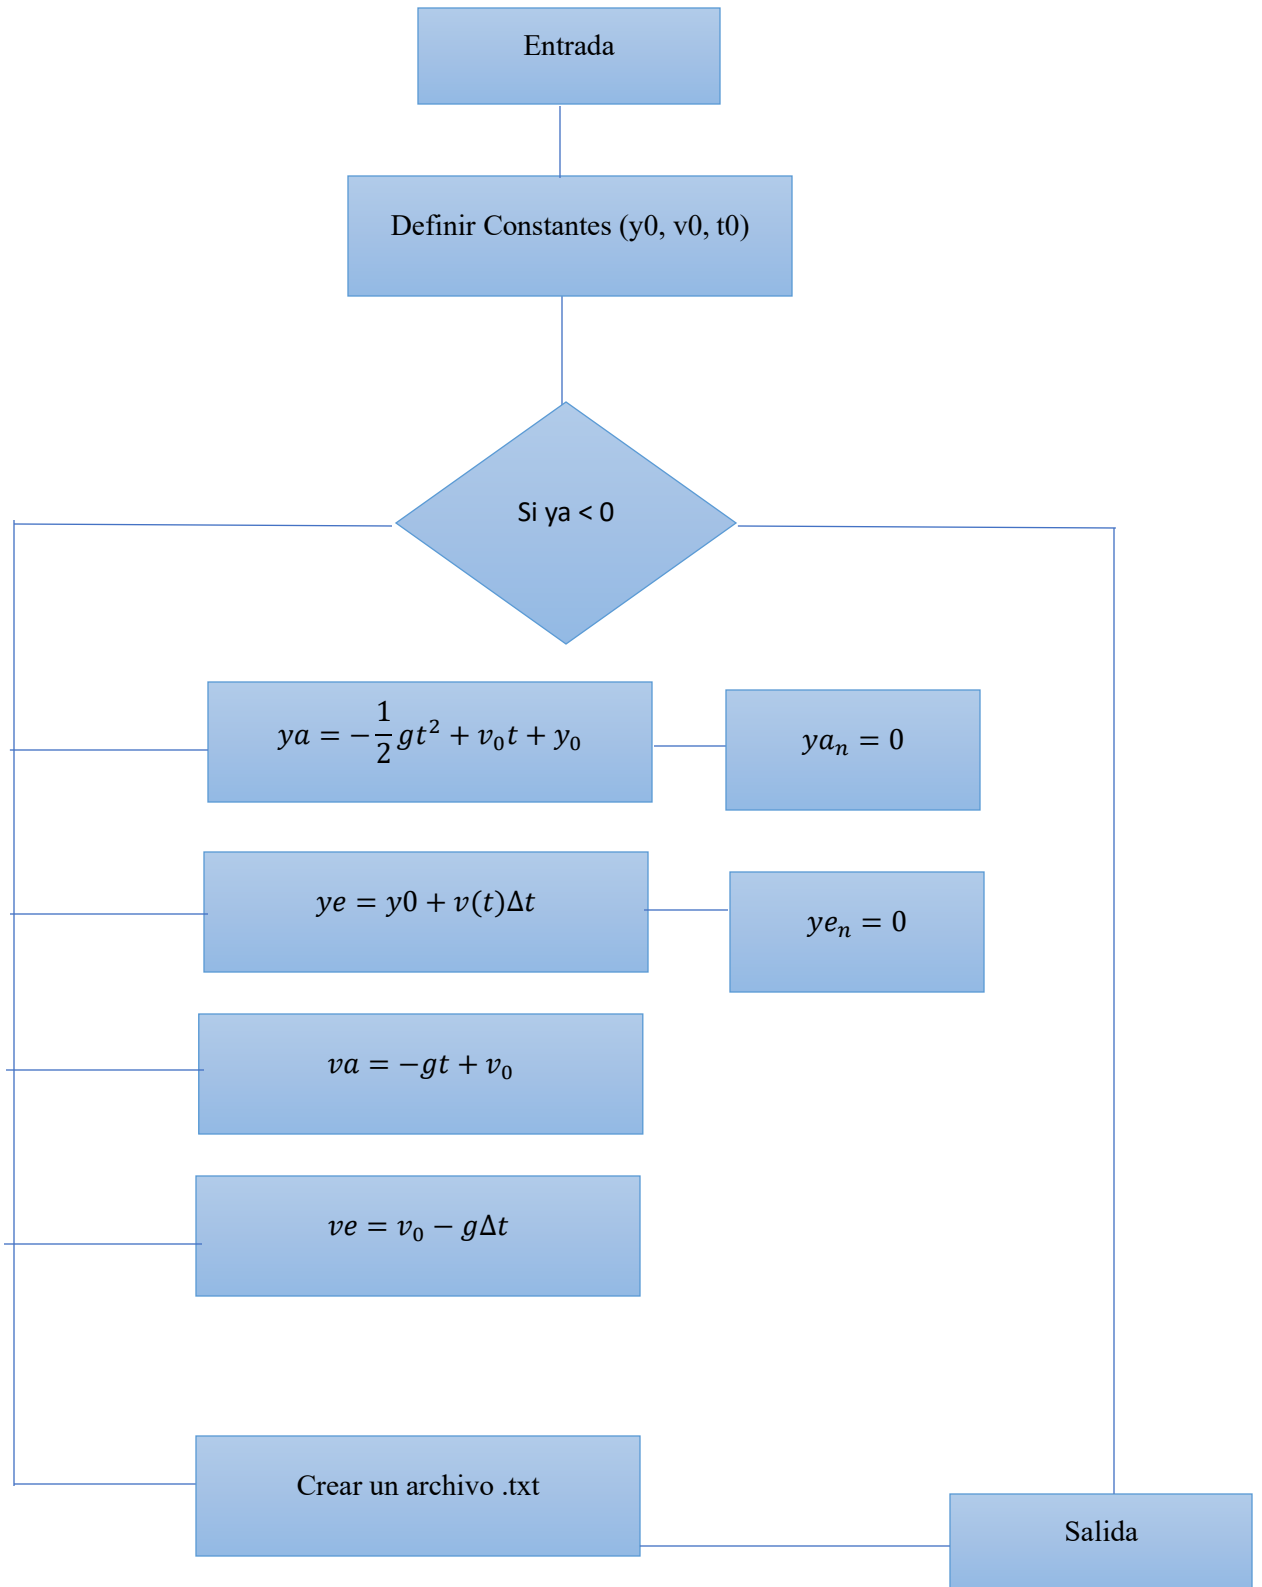 Entrada
Definir Constantes (y0, v0, t0)
Si ya < 0
𝑦𝑎 = −1/2 𝑔𝑡² + 𝑣₀𝑡 + 𝑦₀
𝑦𝑎ₙ = 0
𝑦𝑒 = 𝑦0 + 𝑣(𝑡)Δ𝑡
𝑦𝑒ₙ = 0
𝑣𝑎 = −𝑔𝑡 + 𝑣₀
𝑣𝑒 = 𝑣₀ − 𝑔Δ𝑡
Crear un archivo .txt
Salida